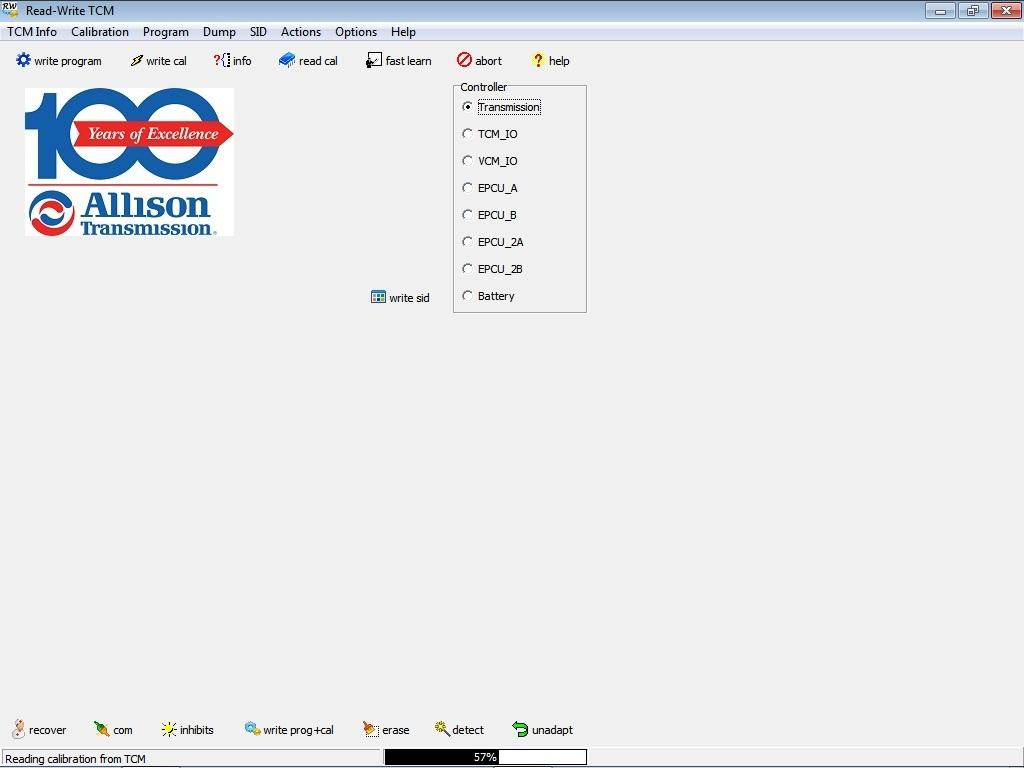 RW Read-Write TCM
TCM Info Calibration Program Dump SID Actions Options Help
write program write cal ?{} info read cal fast learn abort ? help
Controller
Transmission
TCM_IO
VCM_IO
EPCU_A
EPCU_B
EPCU_2A
EPCU_2B
Battery
100
Years of Excellence
Allison
Transmission®
write sid
recover com inhibits write prog+cal erase detect unadapt
Reading calibration from TCM 57%